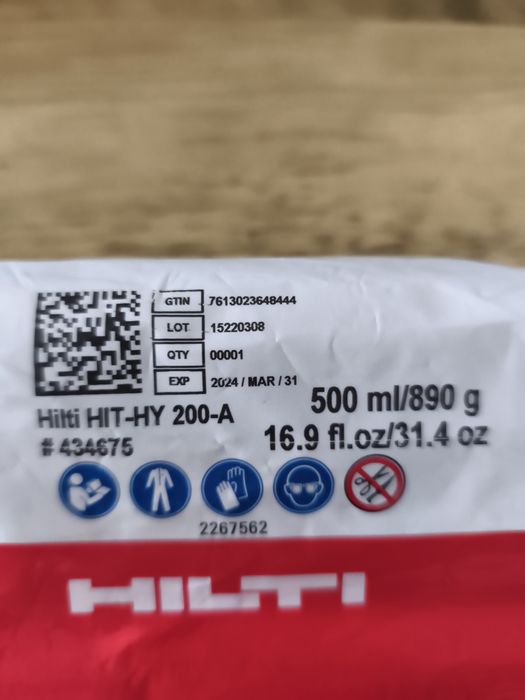 GTIN 7613023648444
LOT 15220308
QTY 00001
EXP 2024 / MAR / 31
Hilti HIT-HY 200-A
# 434675
500 ml/890 g
16.9 fl.oz/31.4 oz
2267562
HILTI